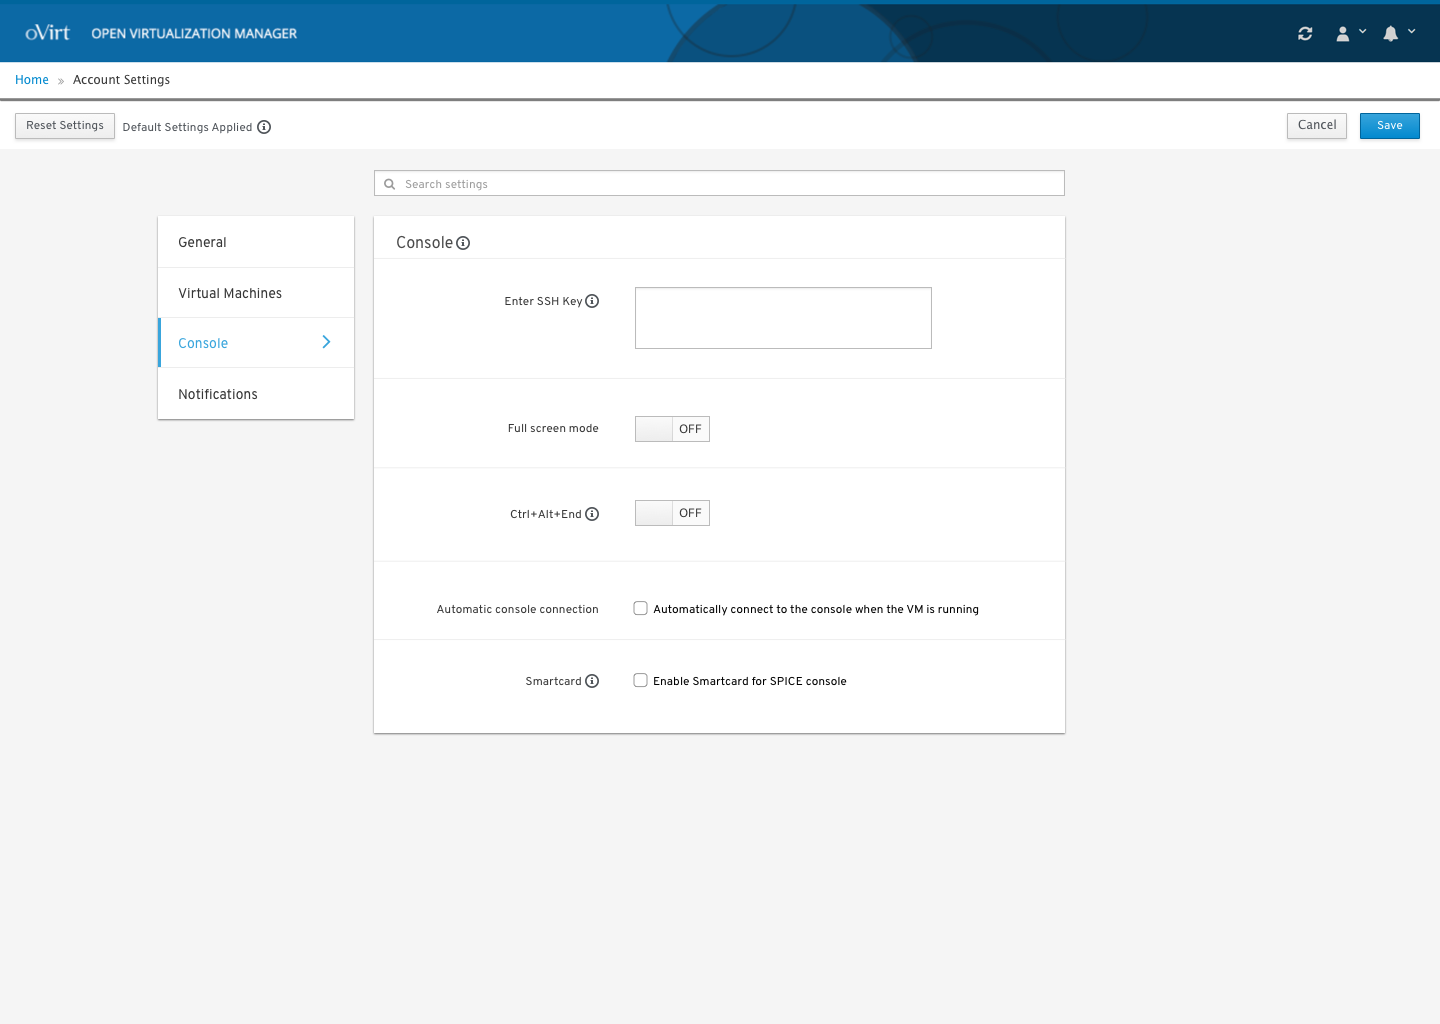 oVirt OPEN VIRTUALIZATION MANAGER
Home » Account Settings
Reset Settings Default Settings Applied Cancel Save
Search settings
General
Virtual Machines
Console
Notifications
Console
Enter SSH Key
Full screen mode OFF
Ctrl+Alt+End OFF
Automatic console connection Automatically connect to the console when the VM is running
Smartcard Enable Smartcard for SPICE console